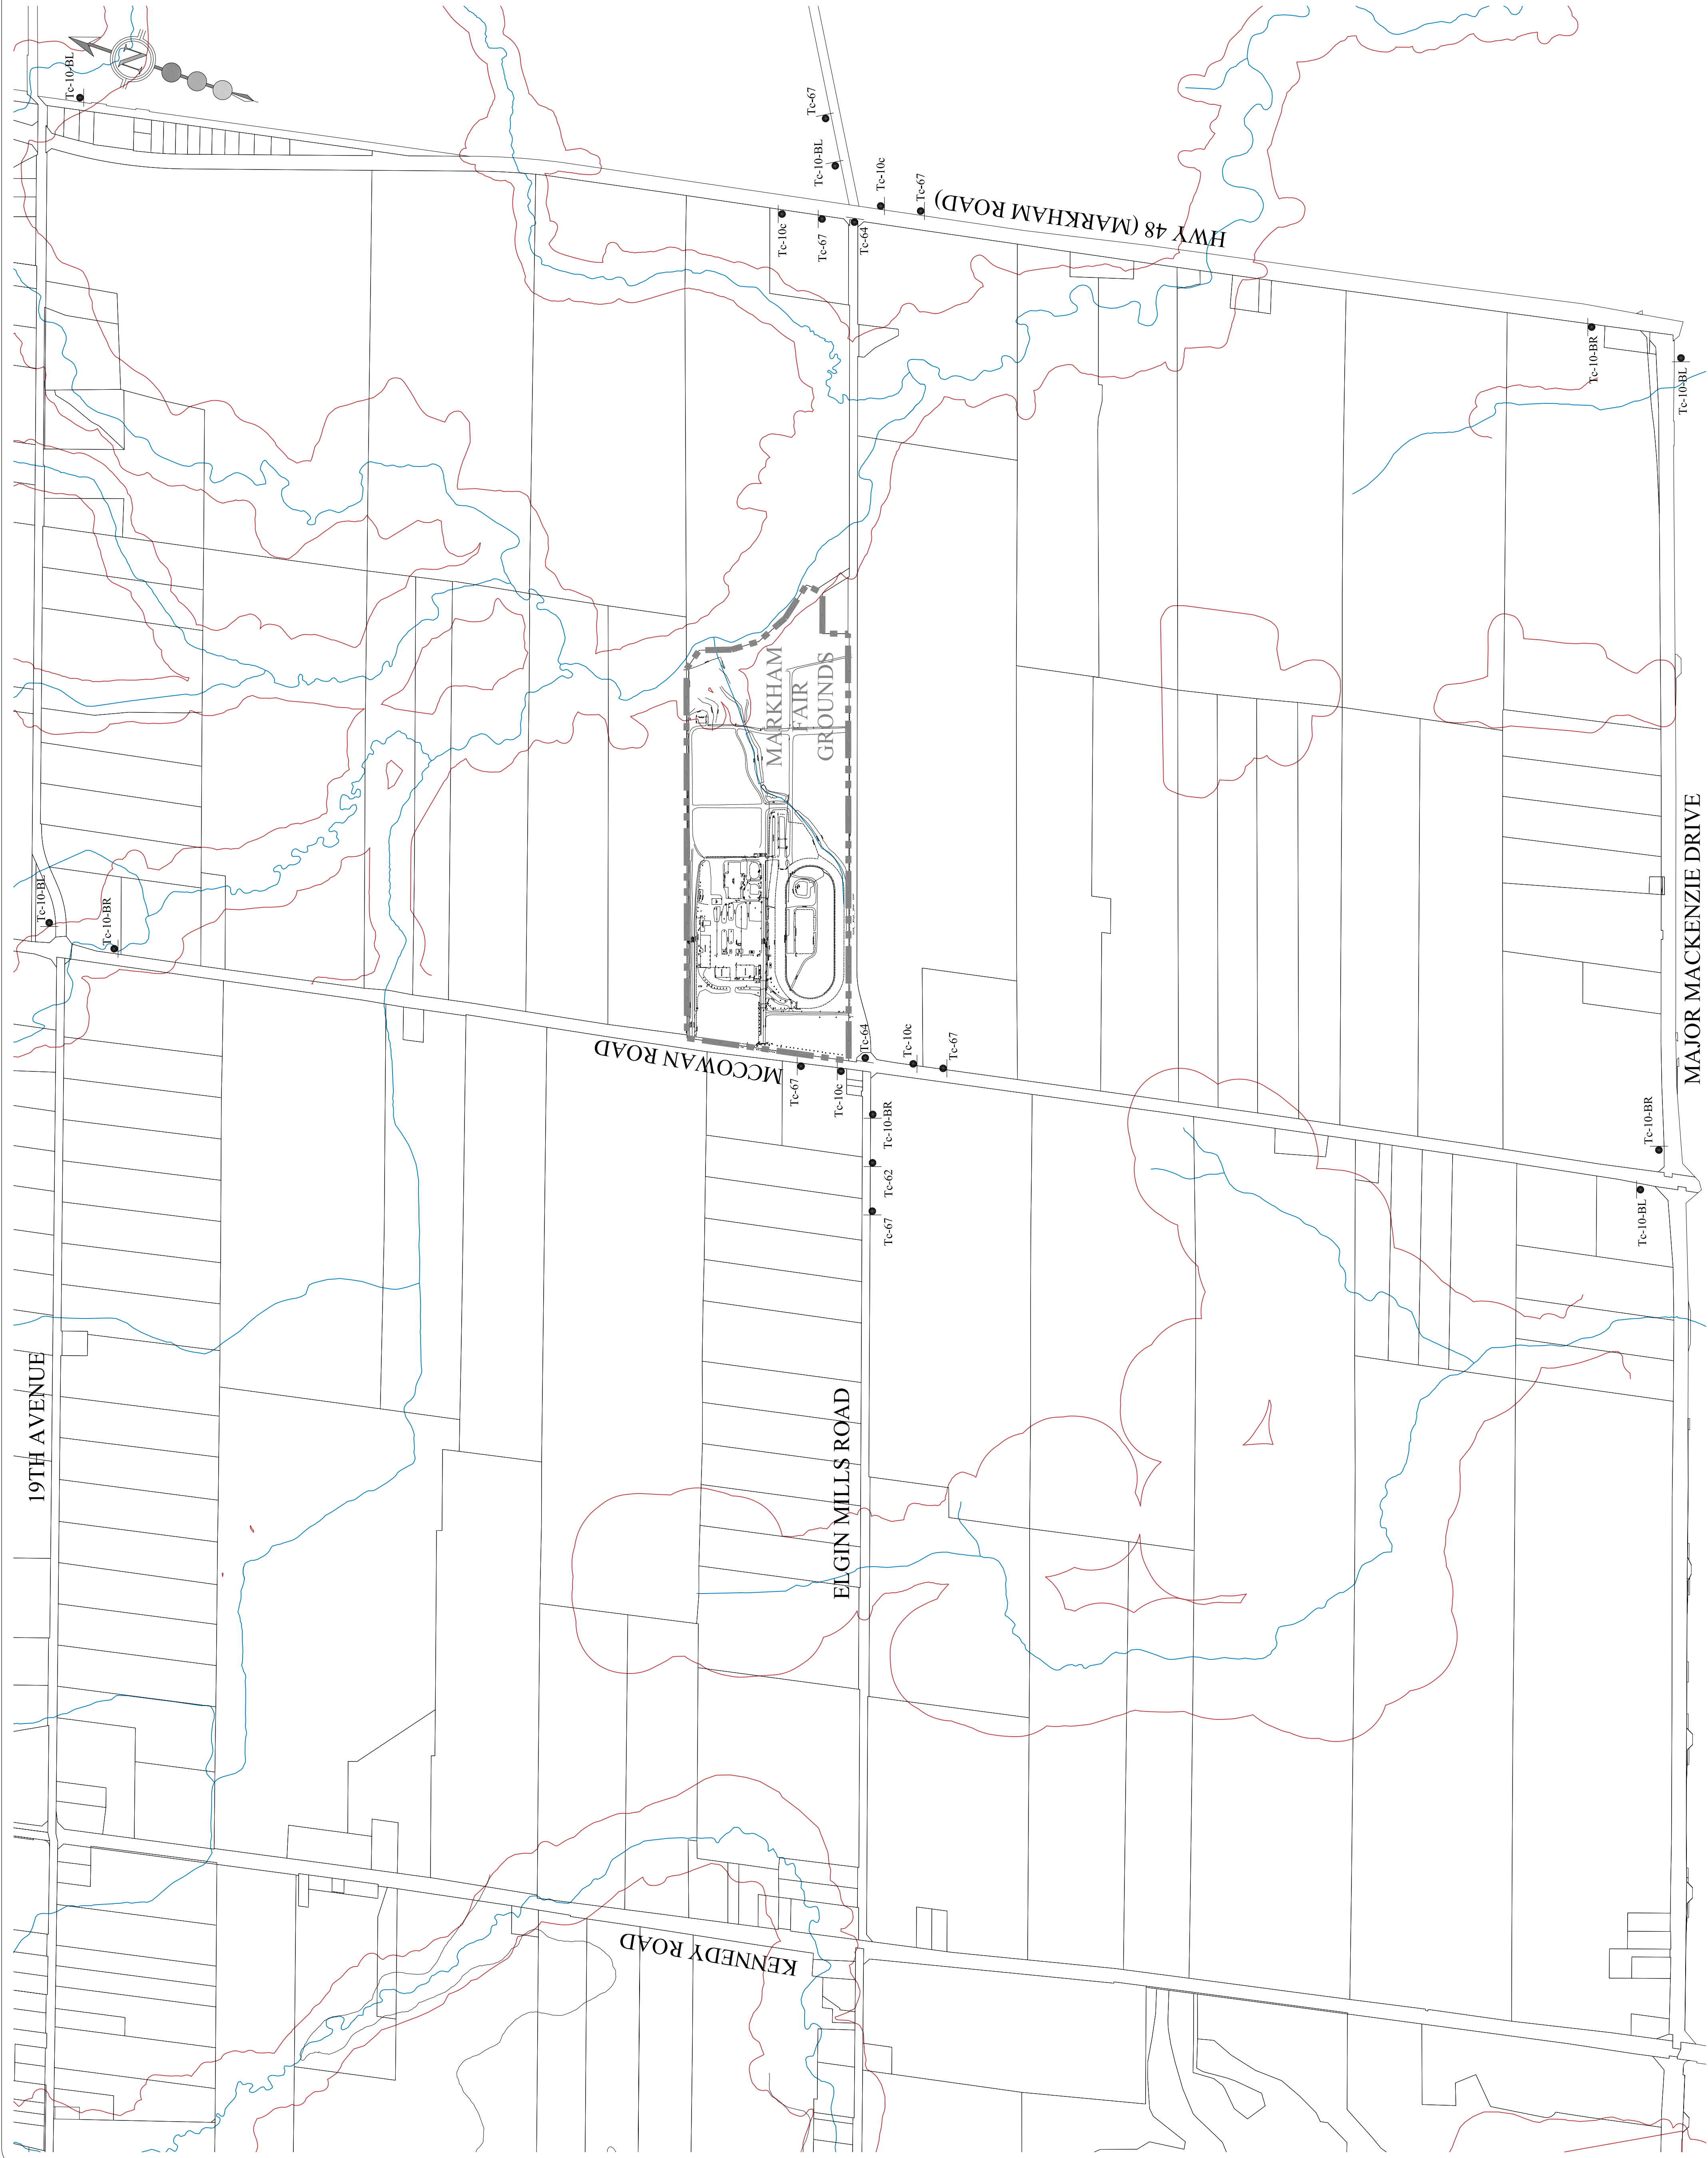 N
Tc-10-BL
Tc-67
Tc-10-BL
Tc-10c
Tc-67
HWY 48 (MARKHAM ROAD)
Tc-10c
Tc-67
Tc-64
Tc-10-BR
Tc-10-BL
MARKHAM
FAIR
GROUNDS
Tc-10-BL
Tc-10-BR
MAJOR MACKENZIE DRIVE
MCCOWAN ROAD
Tc-64
Tc-10c
Tc-67
Tc-67
Tc-10c
Tc-10-BR
Tc-62
Tc-67
Tc-10-BR
Tc-10-BL
19TH AVENUE
ELGIN MILLS ROAD
KENNEDY ROAD